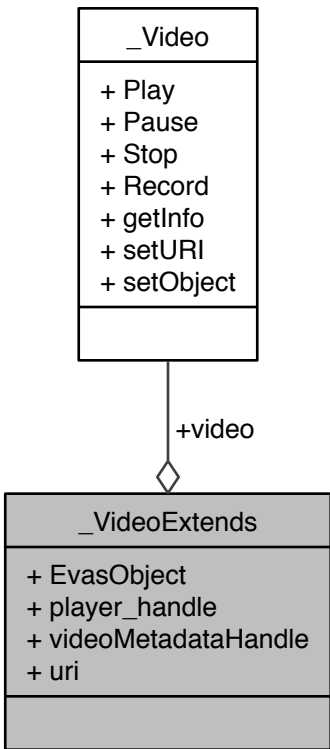 _Video
+ Play
+ Pause
+ Stop
+ Record
+ getInfo
+ setURI
+ setObject
+video
_VideoExtends
+ EvasObject
+ player_handle
+ videoMetadataHandle
+ uri